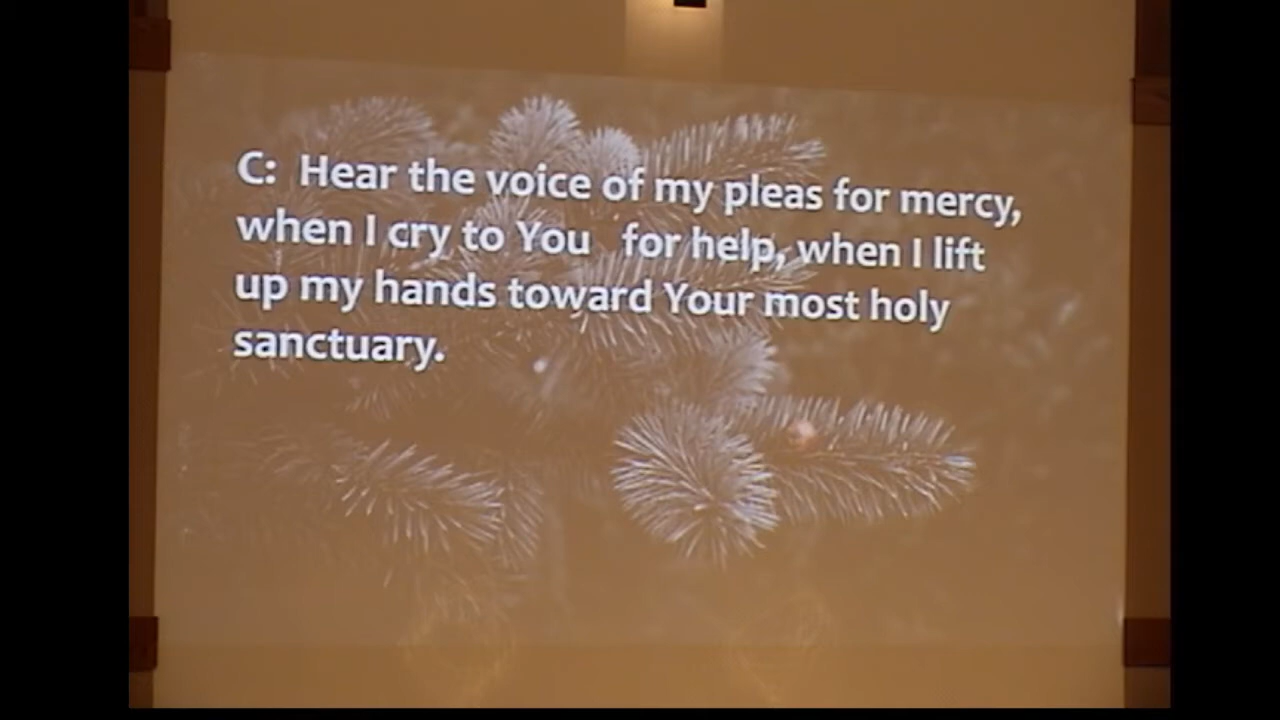 C:  Hear the voice of my pleas for mercy,
when I cry to You   for help, when I lift
up my hands toward Your most holy
sanctuary.